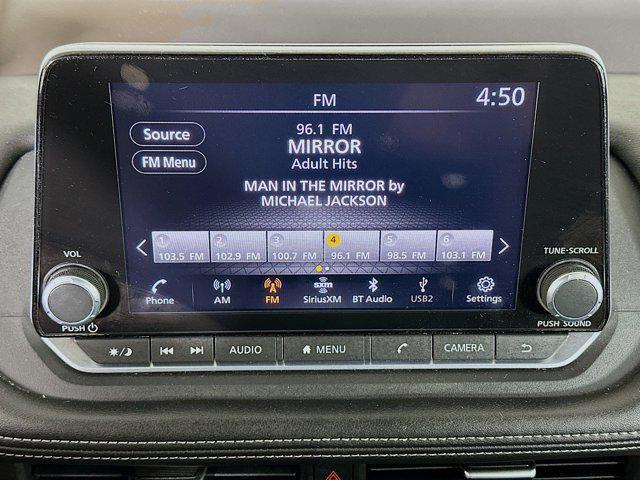 FM
4:50
Source
FM Menu
96.1 FM
MIRROR
Adult Hits
MAN IN THE MIRROR by
MICHAEL JACKSON
1 2 3 4 5 6
103.5 FM 102.9 FM 100.7 FM 96.1 FM 98.5 FM 103.1 FM
sxm
Phone AM FM SiriusXM BT Audio USB2 Settings
VOL
PUSH
TUNE·SCROLL
PUSH SOUND
AUDIO MENU CAMERA